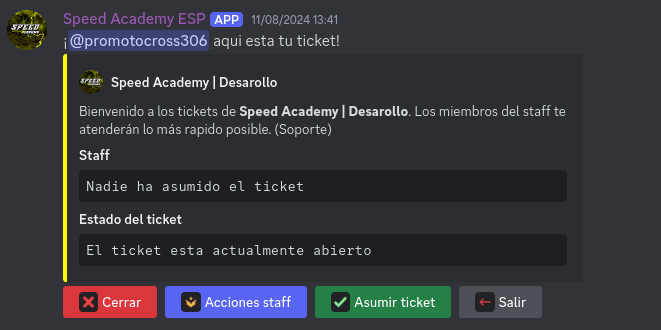 Speed Academy ESP APP 11/08/2024 13:41
¡@promotocross306 aqui esta tu ticket!
Speed Academy | Desarollo
Bienvenido a los tickets de Speed Academy | Desarollo. Los miembros del staff te
atenderán lo más rapido posible. (Soporte)
Staff
Nadie ha asumido el ticket
Estado del ticket
El ticket esta actualmente abierto
Cerrar Acciones staff Asumir ticket Salir